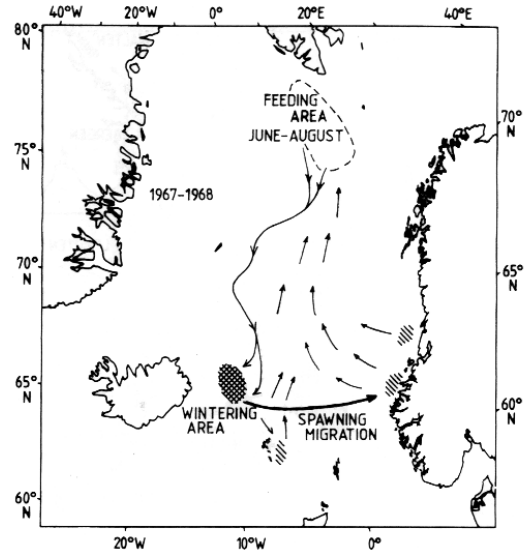 40°W 20°W 0° 20°E 40°E
80°
N
FEEDING
AREA
JUNE-AUGUST
70°
N
75°
N
1967-1968
70°
N
65°
N
65°
N
WINTERING
AREA
SPAWNING
MIGRATION
60°
N
60°
N
20°W 10°W 0°